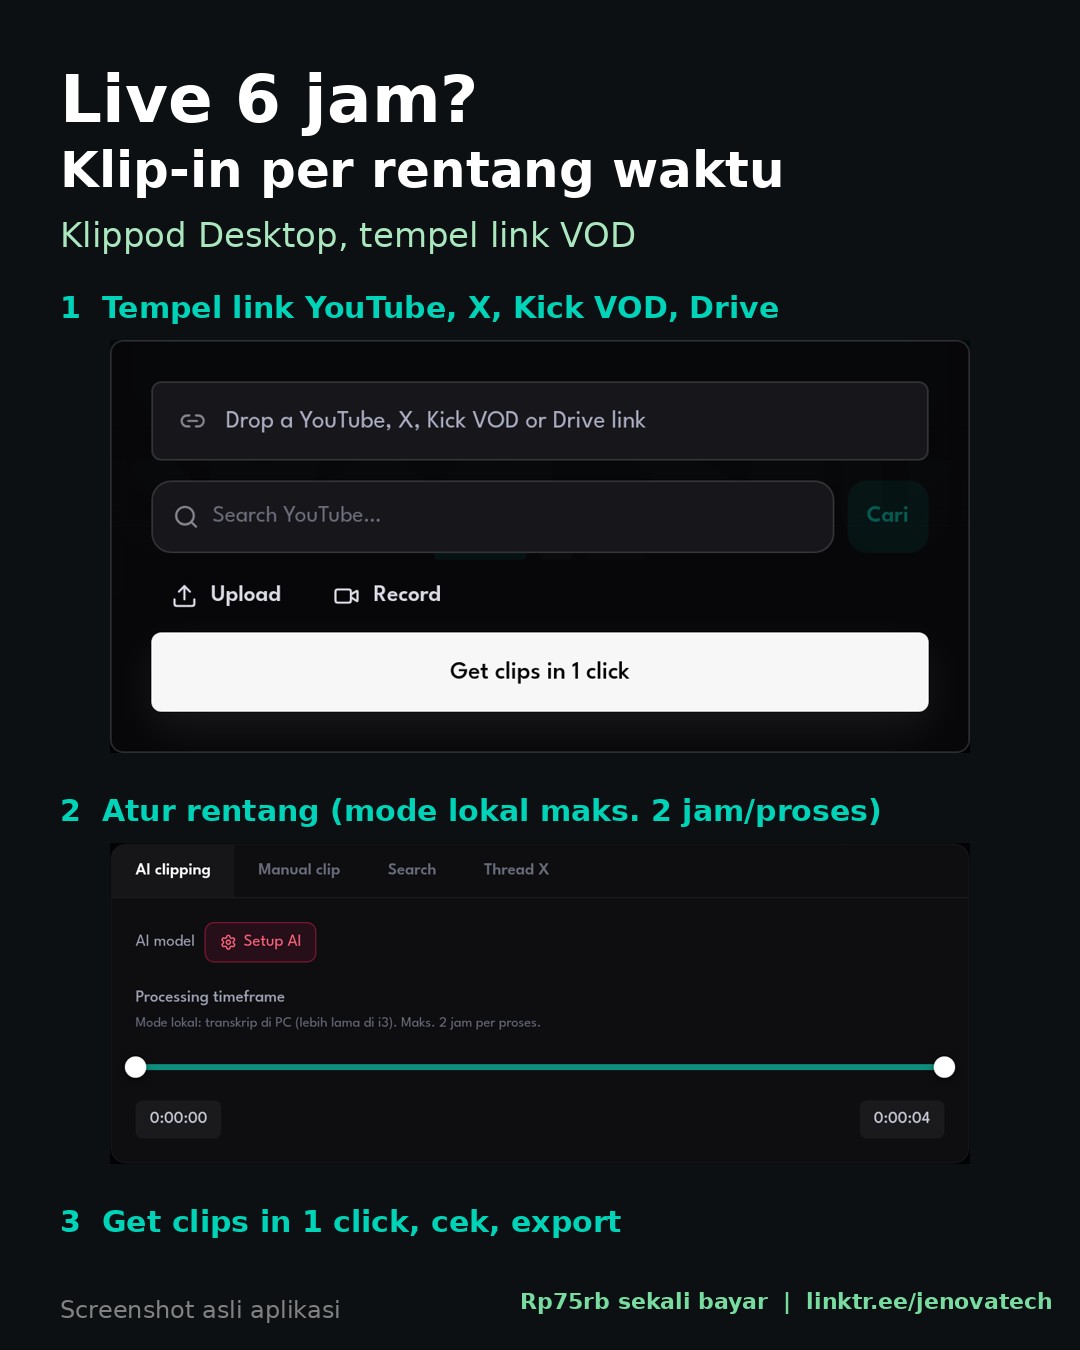 Live 6 jam?
Klip-in per rentang waktu
Klippod Desktop, tempel link VOD
1 Tempel link YouTube, X, Kick VOD, Drive
Drop a YouTube, X, Kick VOD or Drive link
Search YouTube...
Cari
Upload
Record
Get clips in 1 click
2 Atur rentang (mode lokal maks. 2 jam/proses)
AI clipping
Manual clip
Search
Thread X
AI model
Setup AI
Processing timeframe
Mode lokal: transkrip di PC (lebih lama di i3). Maks. 2 jam per proses.
0:00:00
0:00:04
3 Get clips in 1 click, cek, export
Screenshot asli aplikasi
Rp75rb sekali bayar | linktr.ee/jenovatech